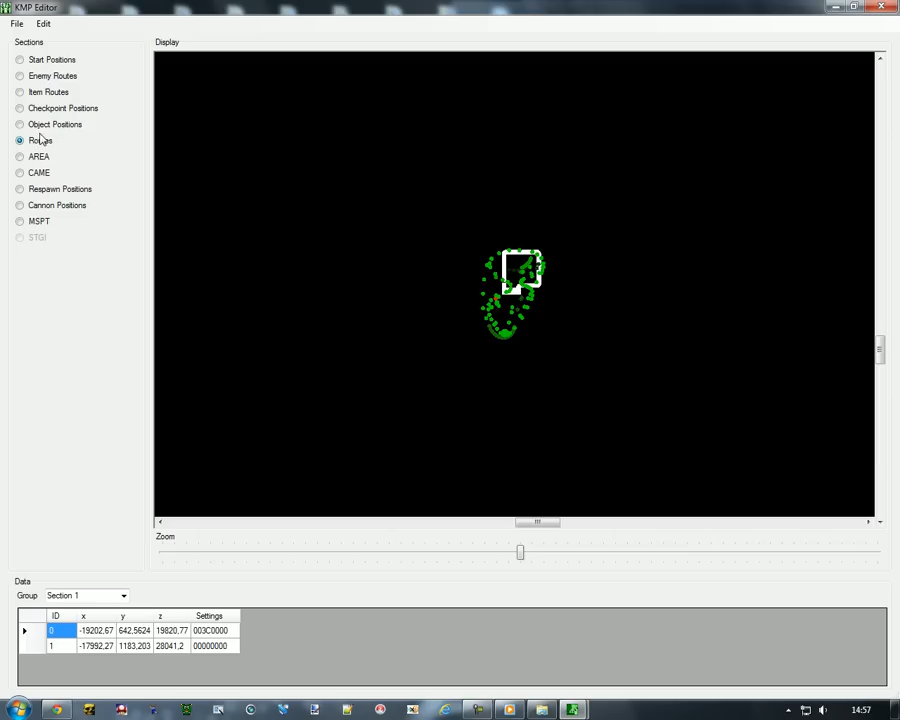 KMP Editor
File Edit
Sections
Display
Start Positions
Enemy Routes
Item Routes
Checkpoint Positions
Object Positions
Routes
AREA
CAME
Respawn Positions
Cannon Positions
MSPT
STGI
Zoom
Data
Group Section 1
ID x y z Settings
0 -19202,67 642,5624 19820,77 003C0000
1 -17992,27 1183,203 28041,2 00000000
14:57